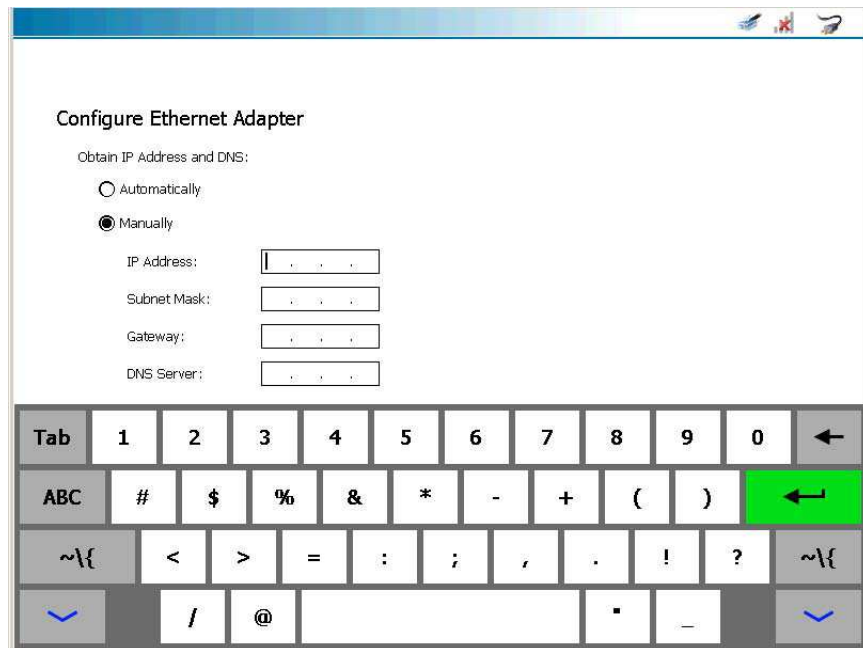 Configure Ethernet Adapter
Obtain IP Address and DNS:
Automatically
Manually
IP Address: . . .
Subnet Mask: . . .
Gateway: . . .
DNS Server: . . .
Tab 1 2 3 4 5 6 7 8 9 0 ←
ABC # $ % & * - + ( )
~\{ < > = : ; , . ! ? ~\{
/ @ " _